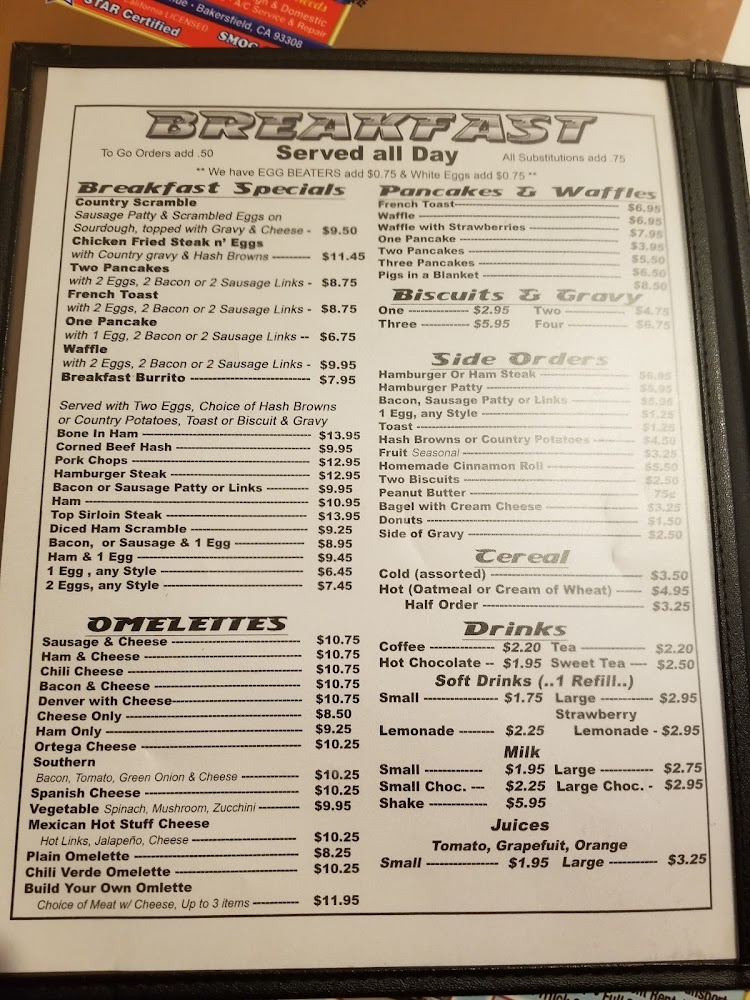 STAR Certified
California LICENSED
SMOG
Bakersfield, CA 93308
A/C Service & Repair
& Domestic
BREAKFAST
To Go Orders add .50
Served all Day
All Substitutions add .75
** We have EGG BEATERS add $0.75 & White Eggs add $0.75 **
Breakfast Specials
Country Scramble
Sausage Patty & Scrambled Eggs on
Sourdough, topped with Gravy & Cheese - $9.50
Chicken Fried Steak n' Eggs
with Country gravy & Hash Browns ---------- $11.45
Two Pancakes
with 2 Eggs, 2 Bacon or 2 Sausage Links - $8.75
French Toast
with 2 Eggs, 2 Bacon or 2 Sausage Links - $8.75
One Pancake
with 1 Egg, 2 Bacon or 2 Sausage Links -- $6.75
Waffle
with 2 Eggs, 2 Bacon or 2 Sausage Links - $9.95
Breakfast Burrito ---------- $7.95
Served with Two Eggs, Choice of Hash Browns
or Country Potatoes, Toast or Biscuit & Gravy
Bone In Ham ---------- $13.95
Corned Beef Hash ---------- $9.95
Pork Chops ---------- $12.95
Hamburger Steak ---------- $12.95
Bacon or Sausage Patty or Links ---------- $9.95
Ham ---------- $10.95
Top Sirloin Steak ---------- $13.95
Diced Ham Scramble ---------- $9.25
Bacon, or Sausage & 1 Egg ---------- $8.95
Ham & 1 Egg ---------- $9.45
1 Egg , any Style ---------- $6.45
2 Eggs, any Style ---------- $7.45
OMELETTES
Sausage & Cheese ---------- $10.75
Ham & Cheese ---------- $10.75
Chili Cheese ---------- $10.75
Bacon & Cheese ---------- $10.75
Denver with Cheese ---------- $10.75
Cheese Only ---------- $8.50
Ham Only ---------- $9.25
Ortega Cheese ---------- $10.25
Southern
Bacon, Tomato, Green Onion & Cheese ---------- $10.25
Spanish Cheese ---------- $10.25
Vegetable Spinach, Mushroom, Zucchini ---------- $9.95
Mexican Hot Stuff Cheese
Hot Links, Jalapeño, Cheese ---------- $10.25
Plain Omelette ---------- $8.25
Chili Verde Omelette ---------- $10.25
Build Your Own Omlette
Choice of Meat w/ Cheese, Up to 3 items ---------- $11.95
Pancakes & Waffles
French Toast ---------- $6.95
Waffle ---------- $6.95
Waffle with Strawberries ---------- $7.95
One Pancake ---------- $3.95
Two Pancakes ---------- $5.50
Three Pancakes ---------- $6.50
Pigs in a Blanket ---------- $8.50
Biscuits & Gravy
One ---------- $2.95 Two ---------- $4.75
Three ---------- $5.95 Four ---------- $6.75
Side Orders
Hamburger Or Ham Steak ---------- $6.95
Hamburger Patty ---------- $5.95
Bacon, Sausage Patty or Links ---------- $5.95
1 Egg, any Style ---------- $1.25
Toast ---------- $1.25
Hash Browns or Country Potatoes ---------- $4.50
Fruit Seasonal ---------- $3.25
Homemade Cinnamon Roll ---------- $5.50
Two Biscuits ---------- $2.50
Peanut Butter ---------- 75¢
Bagel with Cream Cheese ---------- $3.25
Donuts ---------- $1.50
Side of Gravy ---------- $2.50
Cereal
Cold (assorted) ---------- $3.50
Hot (Oatmeal or Cream of Wheat) ----- $4.95
Half Order ---------- $3.25
Drinks
Coffee ---------- $2.20 Tea ---------- $2.20
Hot Chocolate -- $1.95 Sweet Tea --- $2.50
Soft Drinks (..1 Refill..)
Small ---------- $1.75 Large ---------- $2.95
Strawberry
Lemonade -------- $2.25 Lemonade - $2.95
Milk
Small ---------- $1.95 Large ---------- $2.75
Small Choc. --- $2.25 Large Choc. - $2.95
Shake ---------- $5.95
Juices
Tomato, Grapefuit, Orange
Small ---------- $1.95 Large ---------- $3.25